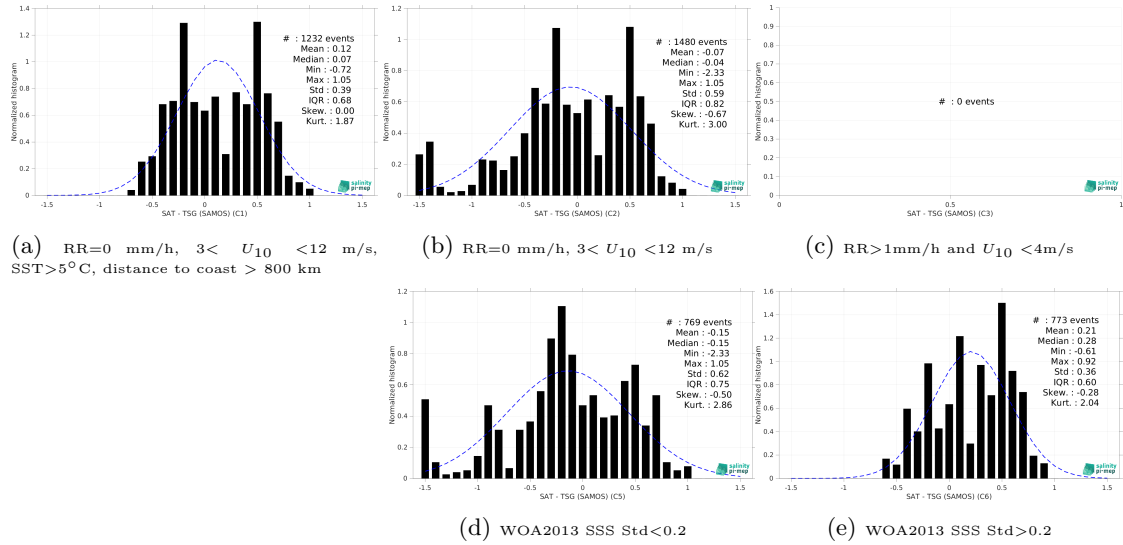 1.4
1.2
1
0.8
0.6
0.4
0.2
0
Normalized histogram
# : 1232 events
Mean : 0.12
Median : 0.07
Min : -0.72
Max : 1.05
Std : 0.39
IQR : 0.68
Skew. : 0.00
Kurt. : 1.87
salinity
pi-mep
-1.5 -1 -0.5 0 0.5 1 1.5
SAT - TSG (SAMOS) (C1)
(a) RR=0 mm/h, 3< U10 <12 m/s,
SST>5°C, distance to coast > 800 km
1.2
1
0.8
0.6
0.4
0.2
0
Normalized histogram
# : 1480 events
Mean : -0.07
Median : -0.04
Min : -2.33
Max : 1.05
Std : 0.59
IQR : 0.82
Skew. : -0.67
Kurt. : 3.00
salinity
pi-mep
-1.5 -1 -0.5 0 0.5 1 1.5
SAT - TSG (SAMOS) (C2)
(b) RR=0 mm/h, 3< U10 <12 m/s
1
0.9
0.8
0.7
0.6
0.5
0.4
0.3
0.2
0.1
0
Normalized histogram
# : 0 events
salinity
pi-mep
0 0.5 1
SAT - TSG (SAMOS) (C3)
(c) RR>1mm/h and U10 <4m/s
1.2
1
0.8
0.6
0.4
0.2
0
Normalized histogram
# : 769 events
Mean : -0.15
Median : -0.15
Min : -2.33
Max : 1.05
Std : 0.62
IQR : 0.75
Skew. : -0.50
Kurt. : 2.86
salinity
pi-mep
-1.5 -1 -0.5 0 0.5 1 1.5
SAT - TSG (SAMOS) (C5)
(d) WOA2013 SSS Std<0.2
1.6
1.4
1.2
1
0.8
0.6
0.4
0.2
0
Normalized histogram
# : 773 events
Mean : 0.21
Median : 0.28
Min : -0.61
Max : 0.92
Std : 0.36
IQR : 0.60
Skew. : -0.28
Kurt. : 2.04
salinity
pi-mep
-1.5 -1 -0.5 0 0.5 1 1.5
SAT - TSG (SAMOS) (C6)
(e) WOA2013 SSS Std>0.2